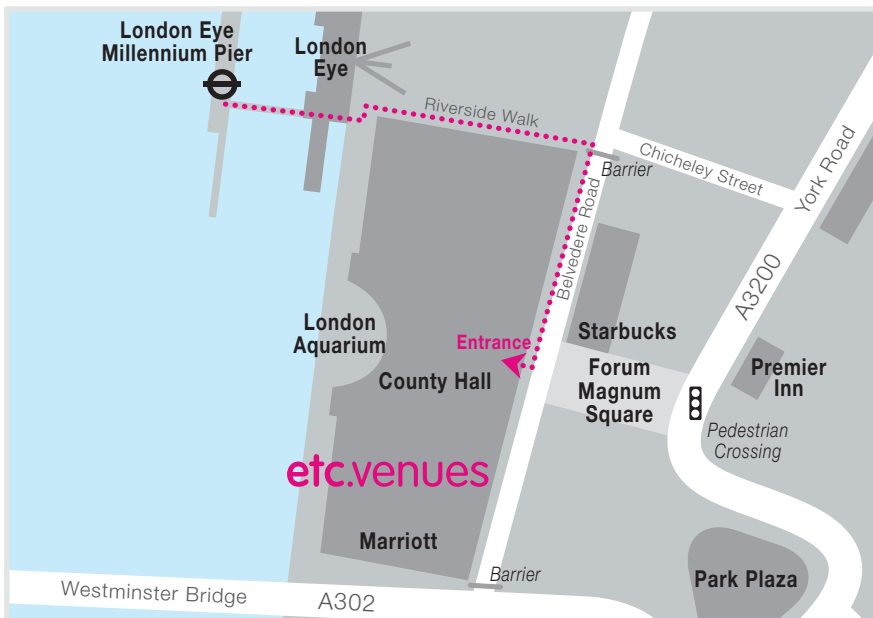 London Eye
Millennium Pier
London
Eye
Riverside Walk
Chicheley Street
York Road
Barrier
Belvedere Road
A3200
London
Aquarium
Entrance
Starbucks
County Hall
Forum
Magnum
Square
Premier
Inn
Pedestrian
Crossing
etc.venues
Marriott
Barrier
Park Plaza
Westminster Bridge
A302